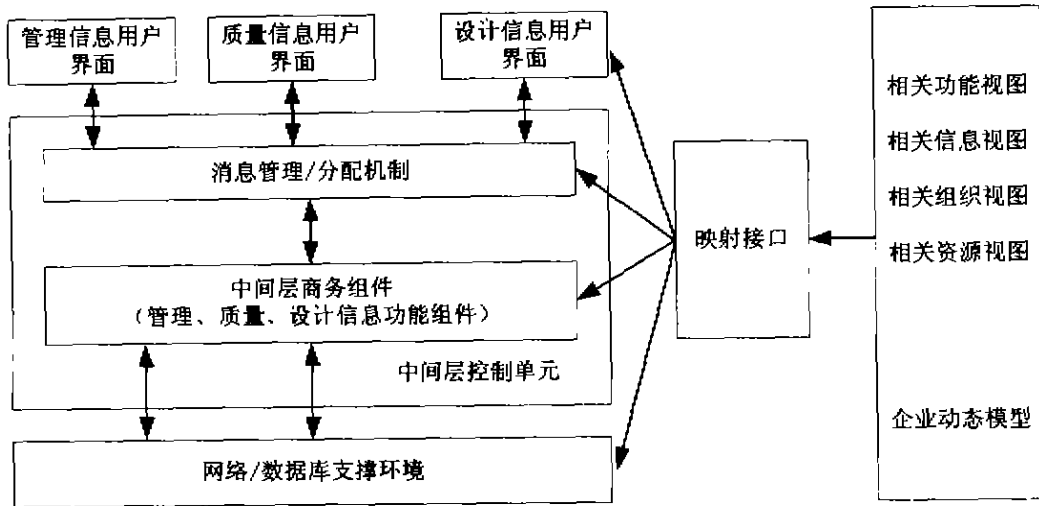 管理信息用户
界面
质量信息用户
界面
设计信息用户
界面
消息管理/分配机制
中间层商务组件
（管理、质量、设计信息功能组件）
中间层控制单元
网络/数据库支撑环境
映射接口
相关功能视图
相关信息视图
相关组织视图
相关资源视图
企业动态模型